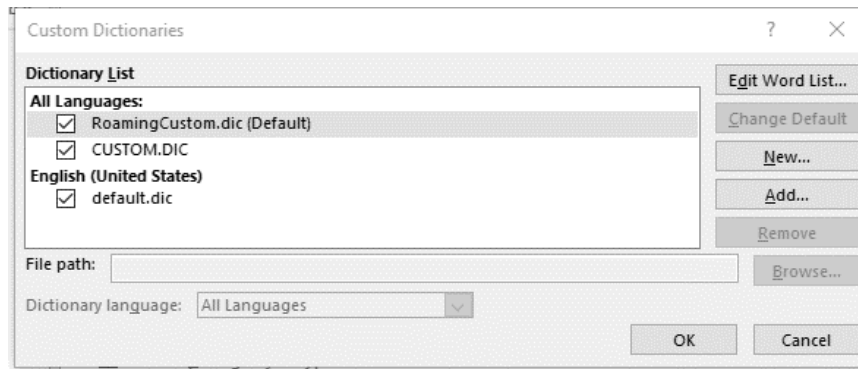 Custom Dictionaries
Dictionary List
All Languages:
RoamingCustom.dic (Default)
CUSTOM.DIC
English (United States)
default.dic
Edit Word List...
Change Default
New...
Add...
Remove
File path:
Browse...
Dictionary language: All Languages
OK Cancel